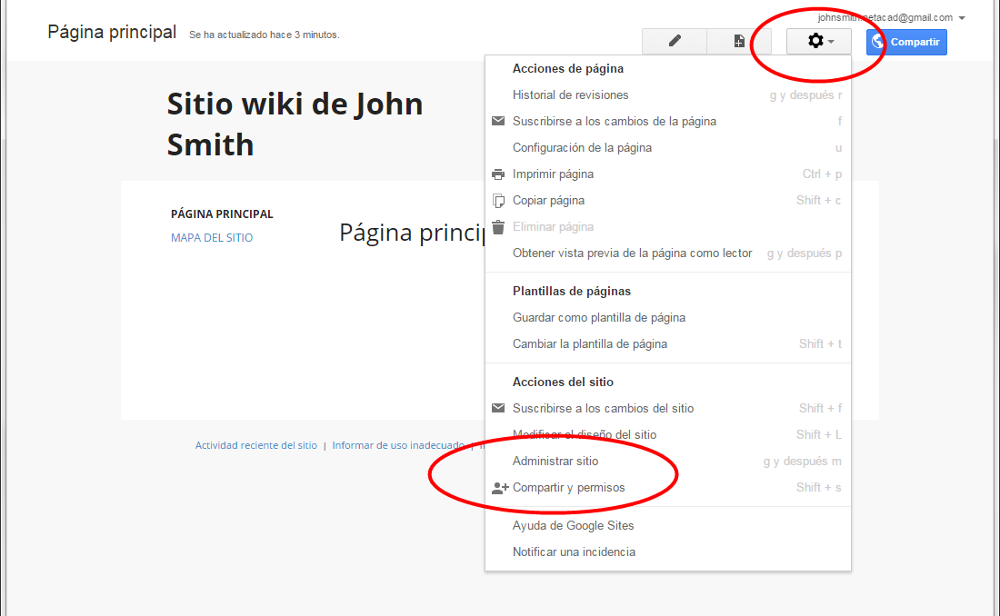 johnsmith.netacad@gmail.com
Página principal Se ha actualizado hace 3 minutos.
Compartir
Sitio wiki de John
Smith
PÁGINA PRINCIPAL
MAPA DEL SITIO
Página princip
Actividad reciente del sitio | Informar de uso inadecuado |
Acciones de página
Historial de revisiones g y después r
Suscribirse a los cambios de la página f
Configuración de la página u
Imprimir página Ctrl + p
Copiar página Shift + c
Eliminar página
Obtener vista previa de la página como lector g y después p
Plantillas de páginas
Guardar como plantilla de página
Cambiar la plantilla de página Shift + t
Acciones del sitio
Suscribirse a los cambios del sitio Shift + f
Modificar el diseño del sitio Shift + L
Administrar sitio g y después m
Compartir y permisos Shift + s
Ayuda de Google Sites
Notificar una incidencia